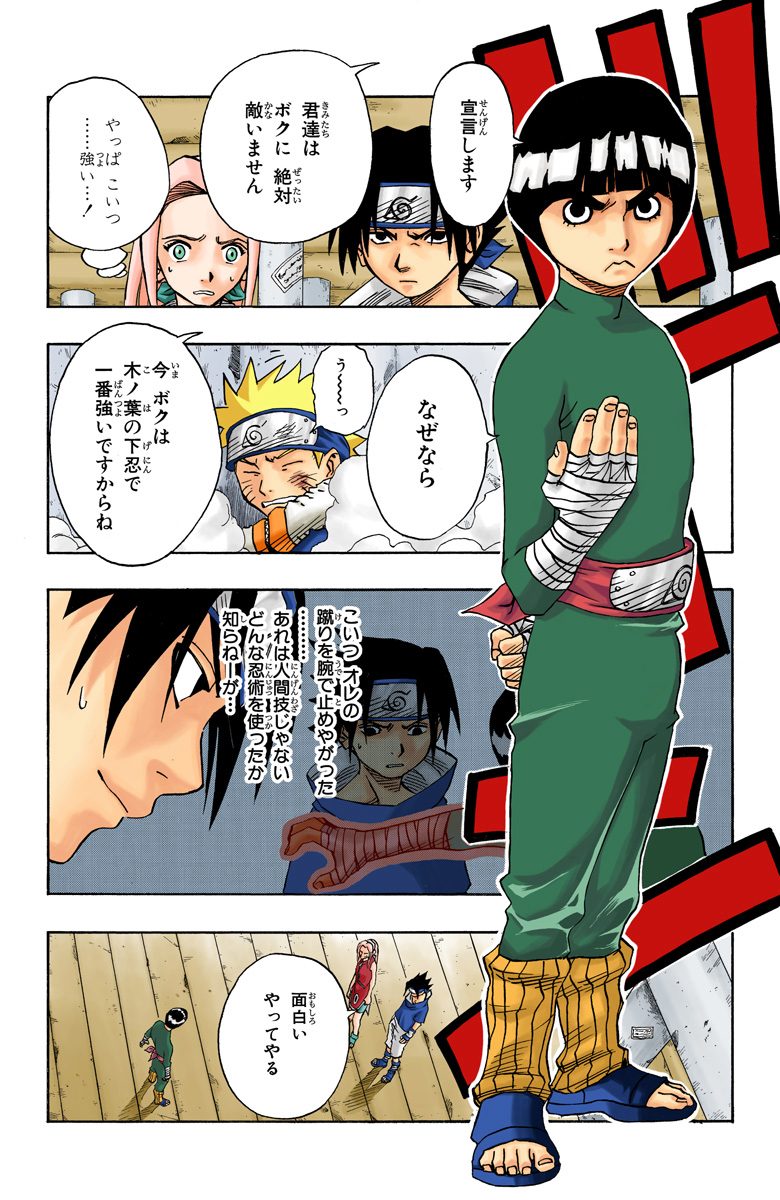 宣言します
君達は
ボクに 絶対
敵いません
やっぱ こいつ
……強い…！
なぜなら
う～～～っ
今 ボクは
木ノ葉の下忍で
一番強いですからね
こいつ オレの
蹴りを腕で止めやがった
………
あれは人間技じゃない
どんな忍術を使ったか
知らねーが…
面白い
やってやる